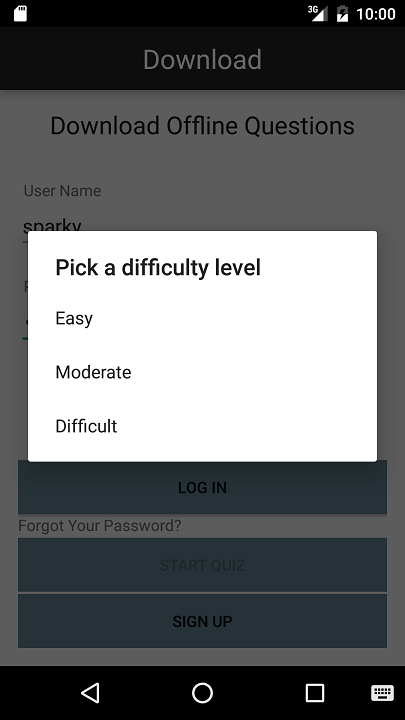 3G 10:00
Download
Download Offline Questions
User Name
sparky
Pick a difficulty level
Easy
Moderate
Difficult
LOG IN
Forgot Your Password?
START QUIZ
SIGN UP